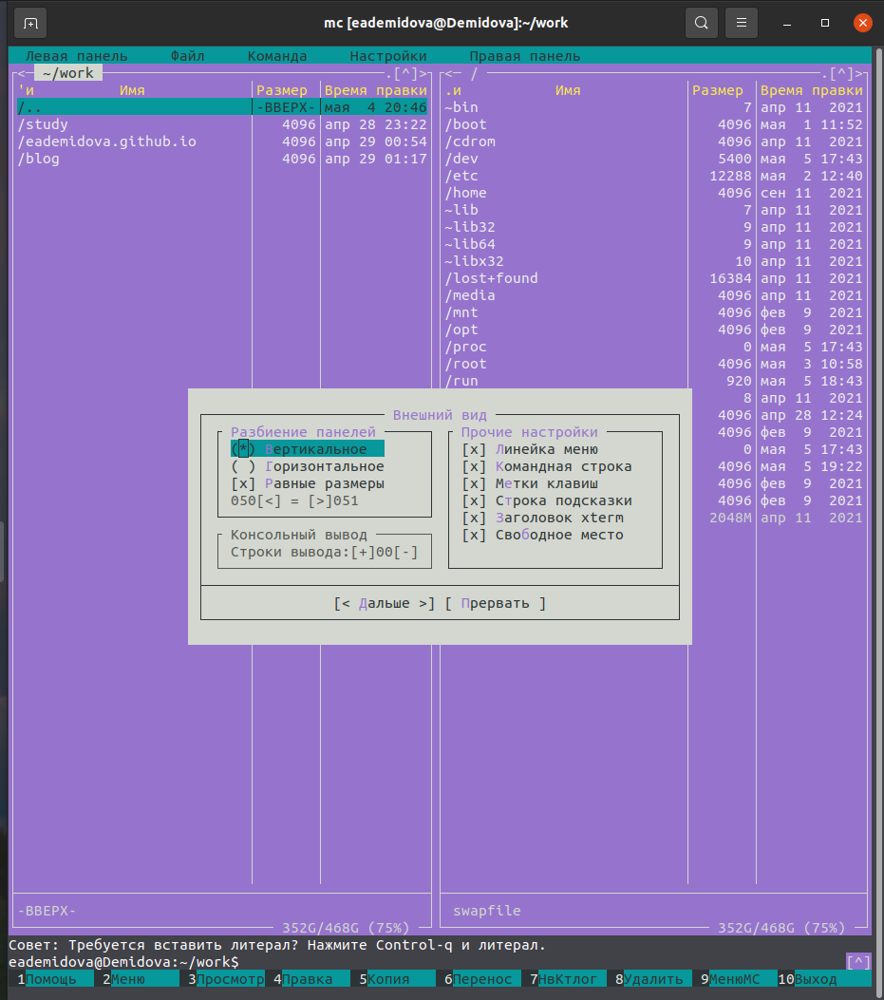 mc [eademidova@Demidova]:~/work
Левая панель Файл Команда Настройки Правая панель
<─ ~/work .[^]> <─ / .[^]>
'и Имя Размер Время правки .и Имя Размер Время правки
/.. -ВВЕРХ- мая 4 20:46 ~bin 7 апр 11 2021
/study 4096 апр 28 23:22 /boot 4096 мая 1 11:52
/eademidova.github.io 4096 апр 29 00:54 /cdrom 4096 апр 11 2021
/blog 4096 апр 29 01:17 /dev 5400 мая 5 17:43
/etc 12288 мая 2 12:40
/home 4096 сен 11 2021
~lib 7 апр 11 2021
~lib32 9 апр 11 2021
~lib64 9 апр 11 2021
~libx32 10 апр 11 2021
/lost+found 16384 апр 11 2021
/media 4096 апр 11 2021
/mnt 4096 фев 9 2021
/opt 4096 фев 9 2021
/proc 0 мая 5 17:43
/root 4096 мая 3 10:58
/run 920 мая 5 18:43
8 апр 11 2021
Внешний вид 4096 апр 28 12:24
Разбиение панелей Прочие настройки 4096 фев 9 2021
(*) Вертикальное [x] Линейка меню 0 мая 5 17:43
( ) Горизонтальное [x] Командная строка 4096 мая 5 19:22
[x] Равные размеры [x] Метки клавиш 4096 фев 9 2021
050[<] = [>]051 [x] Строка подсказки 4096 фев 9 2021
[x] Заголовок xterm 2048M апр 11 2021
Консольный вывод [x] Свободное место
Строки вывода:[+]00[-]
[< Дальше >] [ Прервать ]
-ВВЕРХ- swapfile
352G/468G (75%) 352G/468G (75%)
Совет: Требуется вставить литерал? Нажмите Control-q и литерал.
eademidova@Demidova:~/work$ [^]
1Помощь 2Меню 3Просмотр 4Правка 5Копия 6Перенос 7НвКтлог 8Удалить 9МенюМС 10Выход